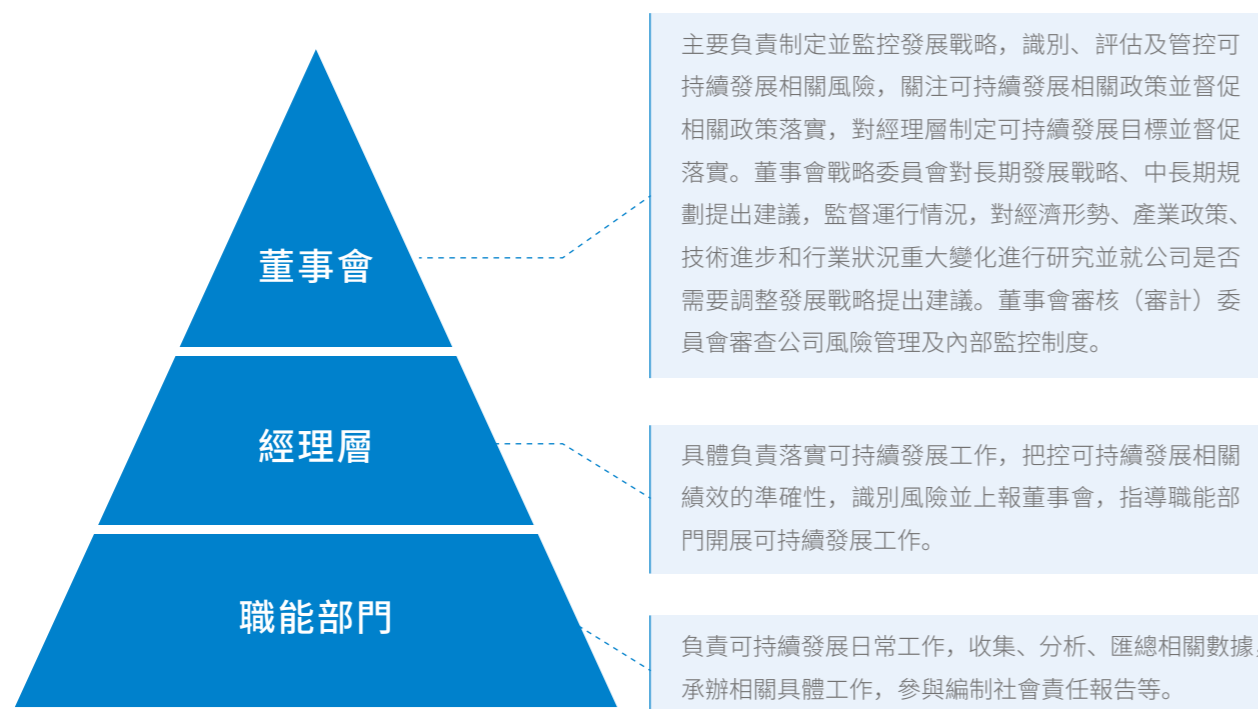 董事會
主要負責制定並監控發展戰略，識別、評估及管控可
持續發展相關風險，關注可持續發展相關政策並督促
相關政策落實，對經理層制定可持續發展目標並督促
落實。董事會戰略委員會對長期發展戰略、中長期規
劃提出建議，監督運行情況，對經濟形勢、產業政策、
技術進步和行業狀況重大變化進行研究並就公司是否
需要調整發展戰略提出建議。董事會審核（審計）委
員會審查公司風險管理及內部監控制度。
經理層
具體負責落實可持續發展工作，把控可持續發展相關
績效的準確性，識別風險並上報董事會，指導職能部
門開展可持續發展工作。
職能部門
負責可持續發展日常工作，收集、分析、匯總相關數據，
承辦相關具體工作，參與編制社會責任報告等。